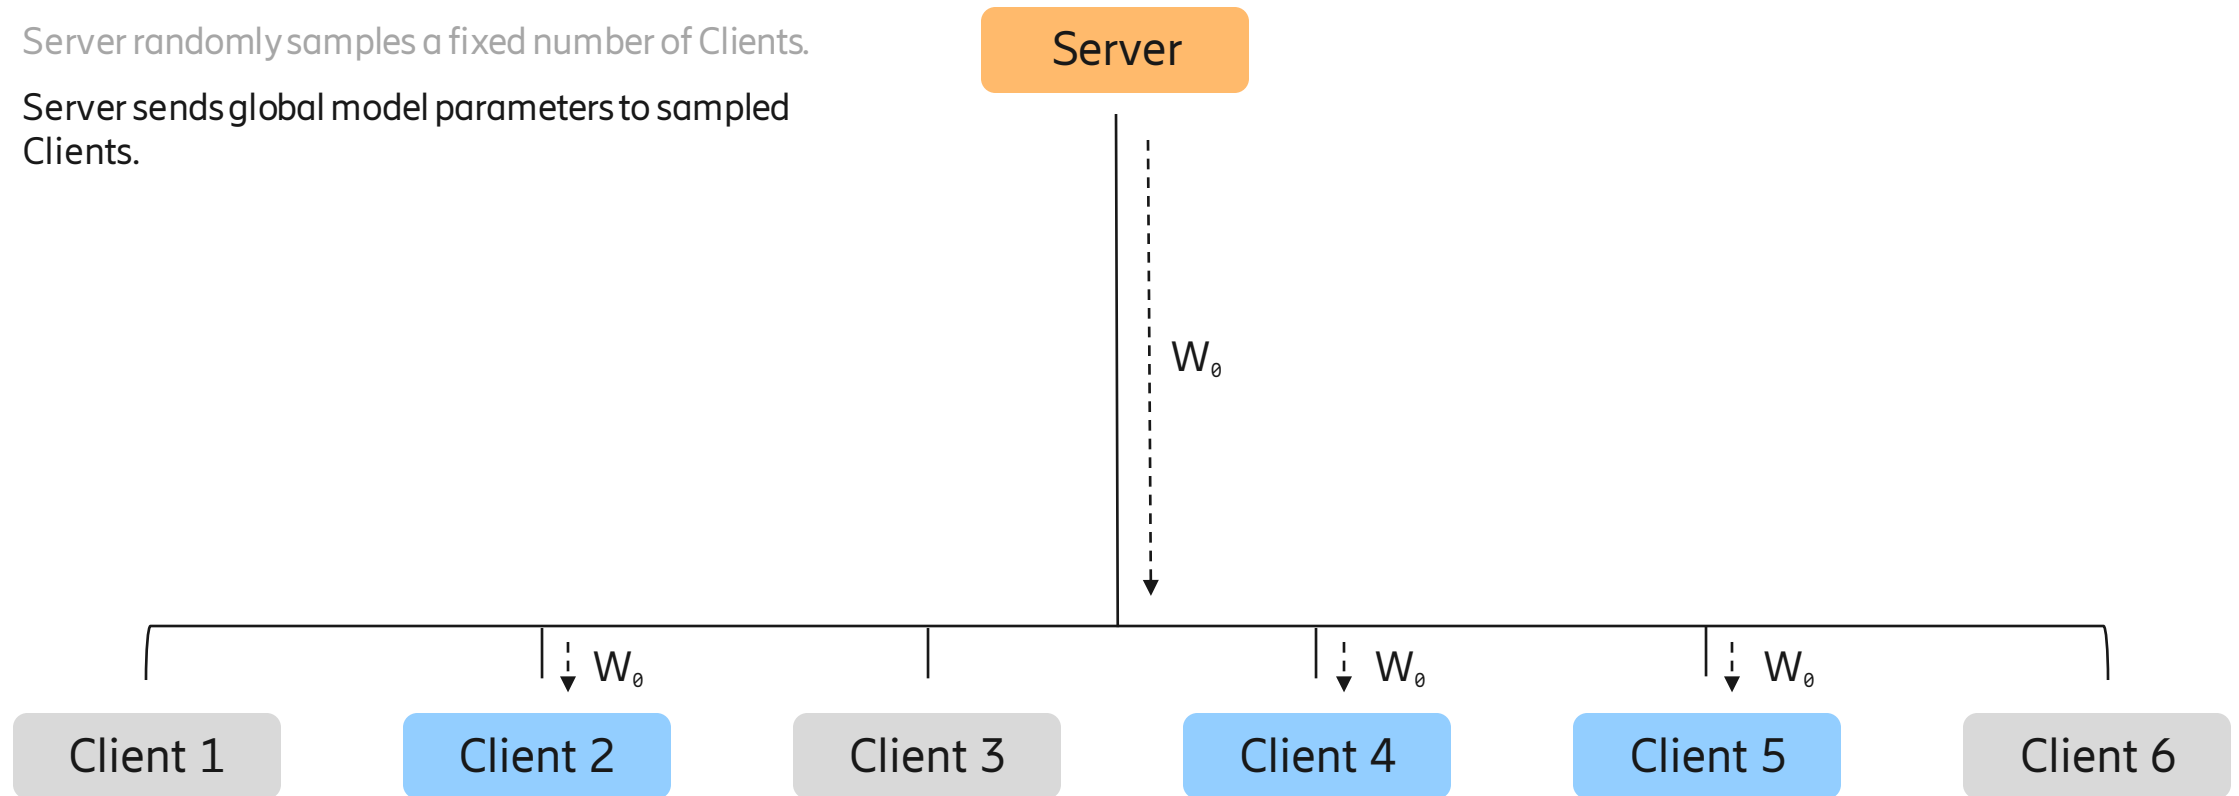 Server randomly samples a fixed number of Clients.
Server sends global model parameters to sampled
Clients.
Server
W₀
W₀
W₀
W₀
Client 1
Client 2
Client 3
Client 4
Client 5
Client 6